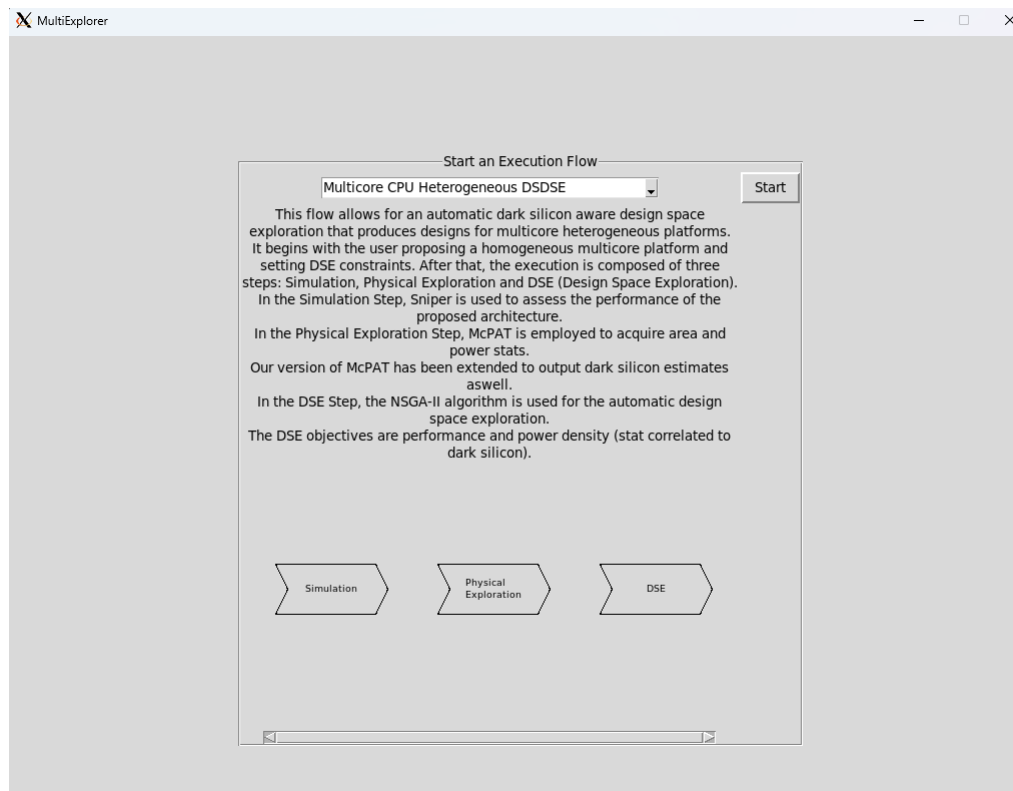 MultiExplorer
Start an Execution Flow
Multicore CPU Heterogeneous DSDSE
Start
This flow allows for an automatic dark silicon aware design space
exploration that produces designs for multicore heterogeneous platforms.
It begins with the user proposing a homogeneous multicore platform and
setting DSE constraints. After that, the execution is composed of three
steps: Simulation, Physical Exploration and DSE (Design Space Exploration).
In the Simulation Step, Sniper is used to assess the performance of the
proposed architecture.
In the Physical Exploration Step, McPAT is employed to acquire area and
power stats.
Our version of McPAT has been extended to output dark silicon estimates
aswell.
In the DSE Step, the NSGA-II algorithm is used for the automatic design
space exploration.
The DSE objectives are performance and power density (stat correlated to
dark silicon).
Simulation
Physical
Exploration
DSE